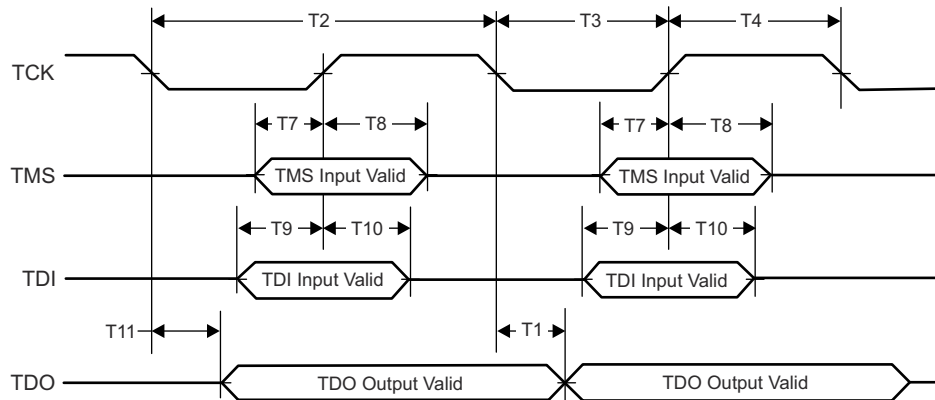 T2 T3 T4
TCK
T7 T8 T7 T8
TMS TMS Input Valid TMS Input Valid
T9 T10 T9 T10
TDI TDI Input Valid TDI Input Valid
T11 T1
TDO TDO Output Valid TDO Output Valid